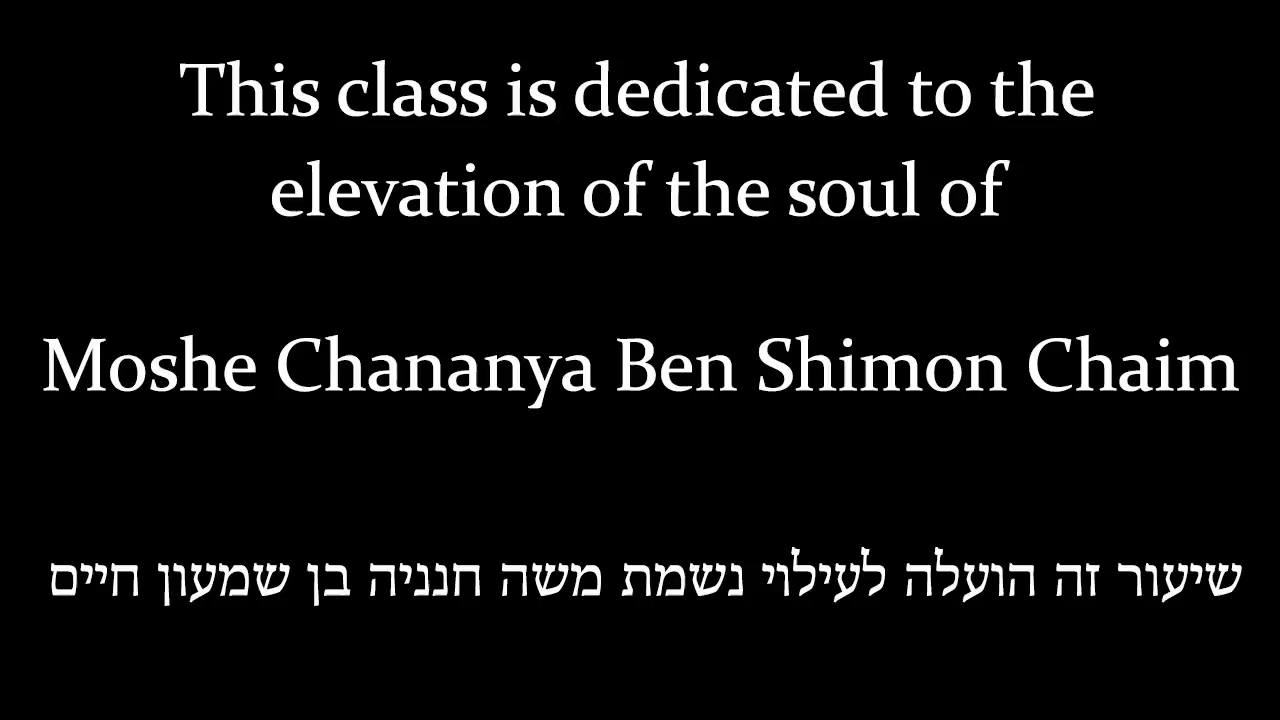 This class is dedicated to the
elevation of the soul of
Moshe Chananya Ben Shimon Chaim
שיעור זה הועלה לעילוי נשמת משה חנניה בן שמעון חיים